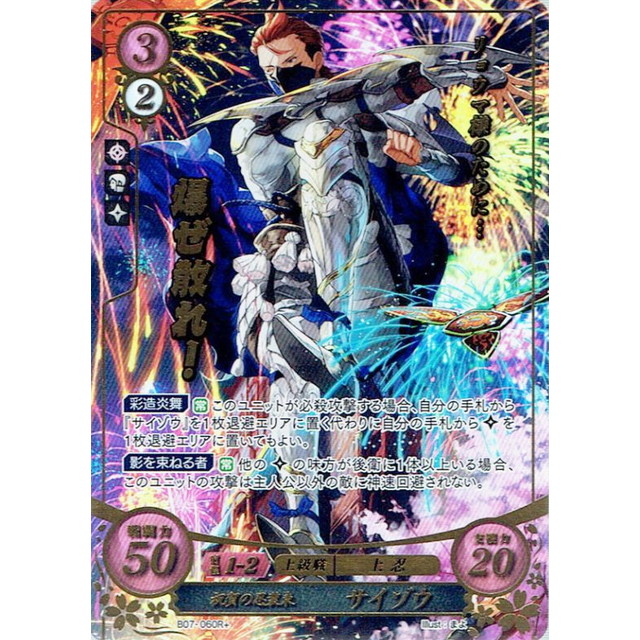 3
2
リョウマ様のために…
爆ぜ散れ!
彩造炎舞 常 このユニットが必殺攻撃する場合、自分の手札から
『サイゾウ』を1枚退避エリアに置く代わりに自分の手札から を
1枚退避エリアに置いてもよい。
影を束ねる者 常 他の の味方が後衛に1体以上いる場合、
このユニットの攻撃は主人公以外の敵に神速回避されない。
戦闘力
50
射程 1-2 上級職 上忍
支援力
20
サイゾウ
B07-060R+
Illust:まよ